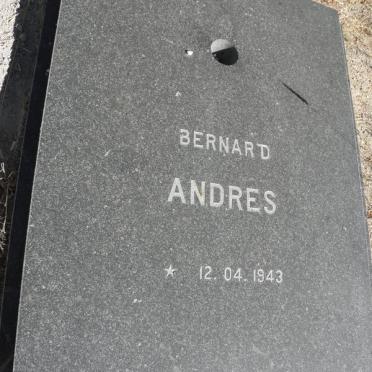 BERNARD
ANDRES
* 12. 04. 1943